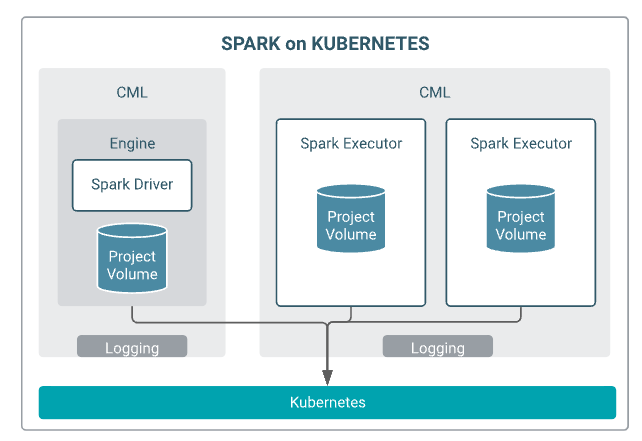 SPARK on KUBERNETES
CML
Engine
Spark Driver
Project
Volume
Logging
CML
Spark Executor
Project
Volume
Spark Executor
Project
Volume
Logging
Kubernetes